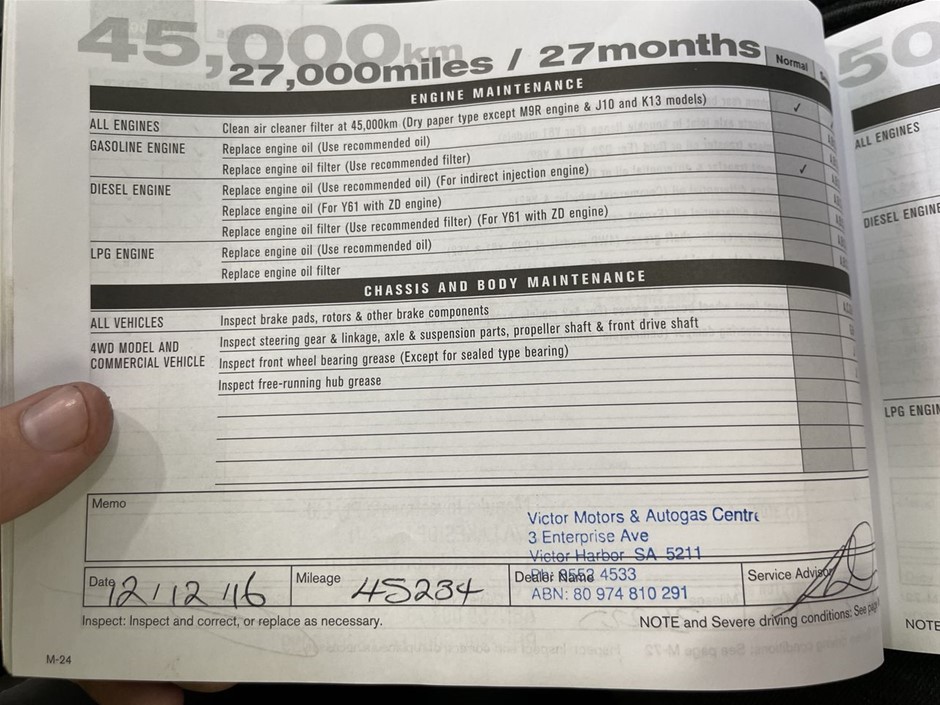 45,000km
27,000miles / 27months
Normal
ENGINE MAINTENANCE
ALL ENGINES Clean air cleaner filter at 45,000km (Dry paper type except M9R engine & J10 and K13 models) ✓
GASOLINE ENGINE Replace engine oil (Use recommended oil)
Replace engine oil filter (Use recommended filter)
DIESEL ENGINE Replace engine oil (Use recommended oil) (For indirect injection engine) ✓
Replace engine oil (For Y61 with ZD engine)
Replace engine oil filter (Use recommended filter) (For Y61 with ZD engine)
LPG ENGINE Replace engine oil (Use recommended oil)
Replace engine oil filter
CHASSIS AND BODY MAINTENANCE
ALL VEHICLES Inspect brake pads, rotors & other brake components
Inspect steering gear & linkage, axle & suspension parts, propeller shaft & front drive shaft
4WD MODEL AND
COMMERCIAL VEHICLE Inspect front wheel bearing grease (Except for sealed type bearing)
Inspect free-running hub grease
Memo
Victor Motors & Autogas Centre
3 Enterprise Ave
Victor Harbor SA 5211
Ph: 8552 4533
ABN: 80 974 810 291
Date 12/12/16 Mileage 45234 Dealer Name Service Advisor
Inspect: Inspect and correct, or replace as necessary. NOTE and Severe driving conditions: See page
M-24
50
ALL ENGINES
DIESEL ENGINE
LPG ENGIN
NOTE